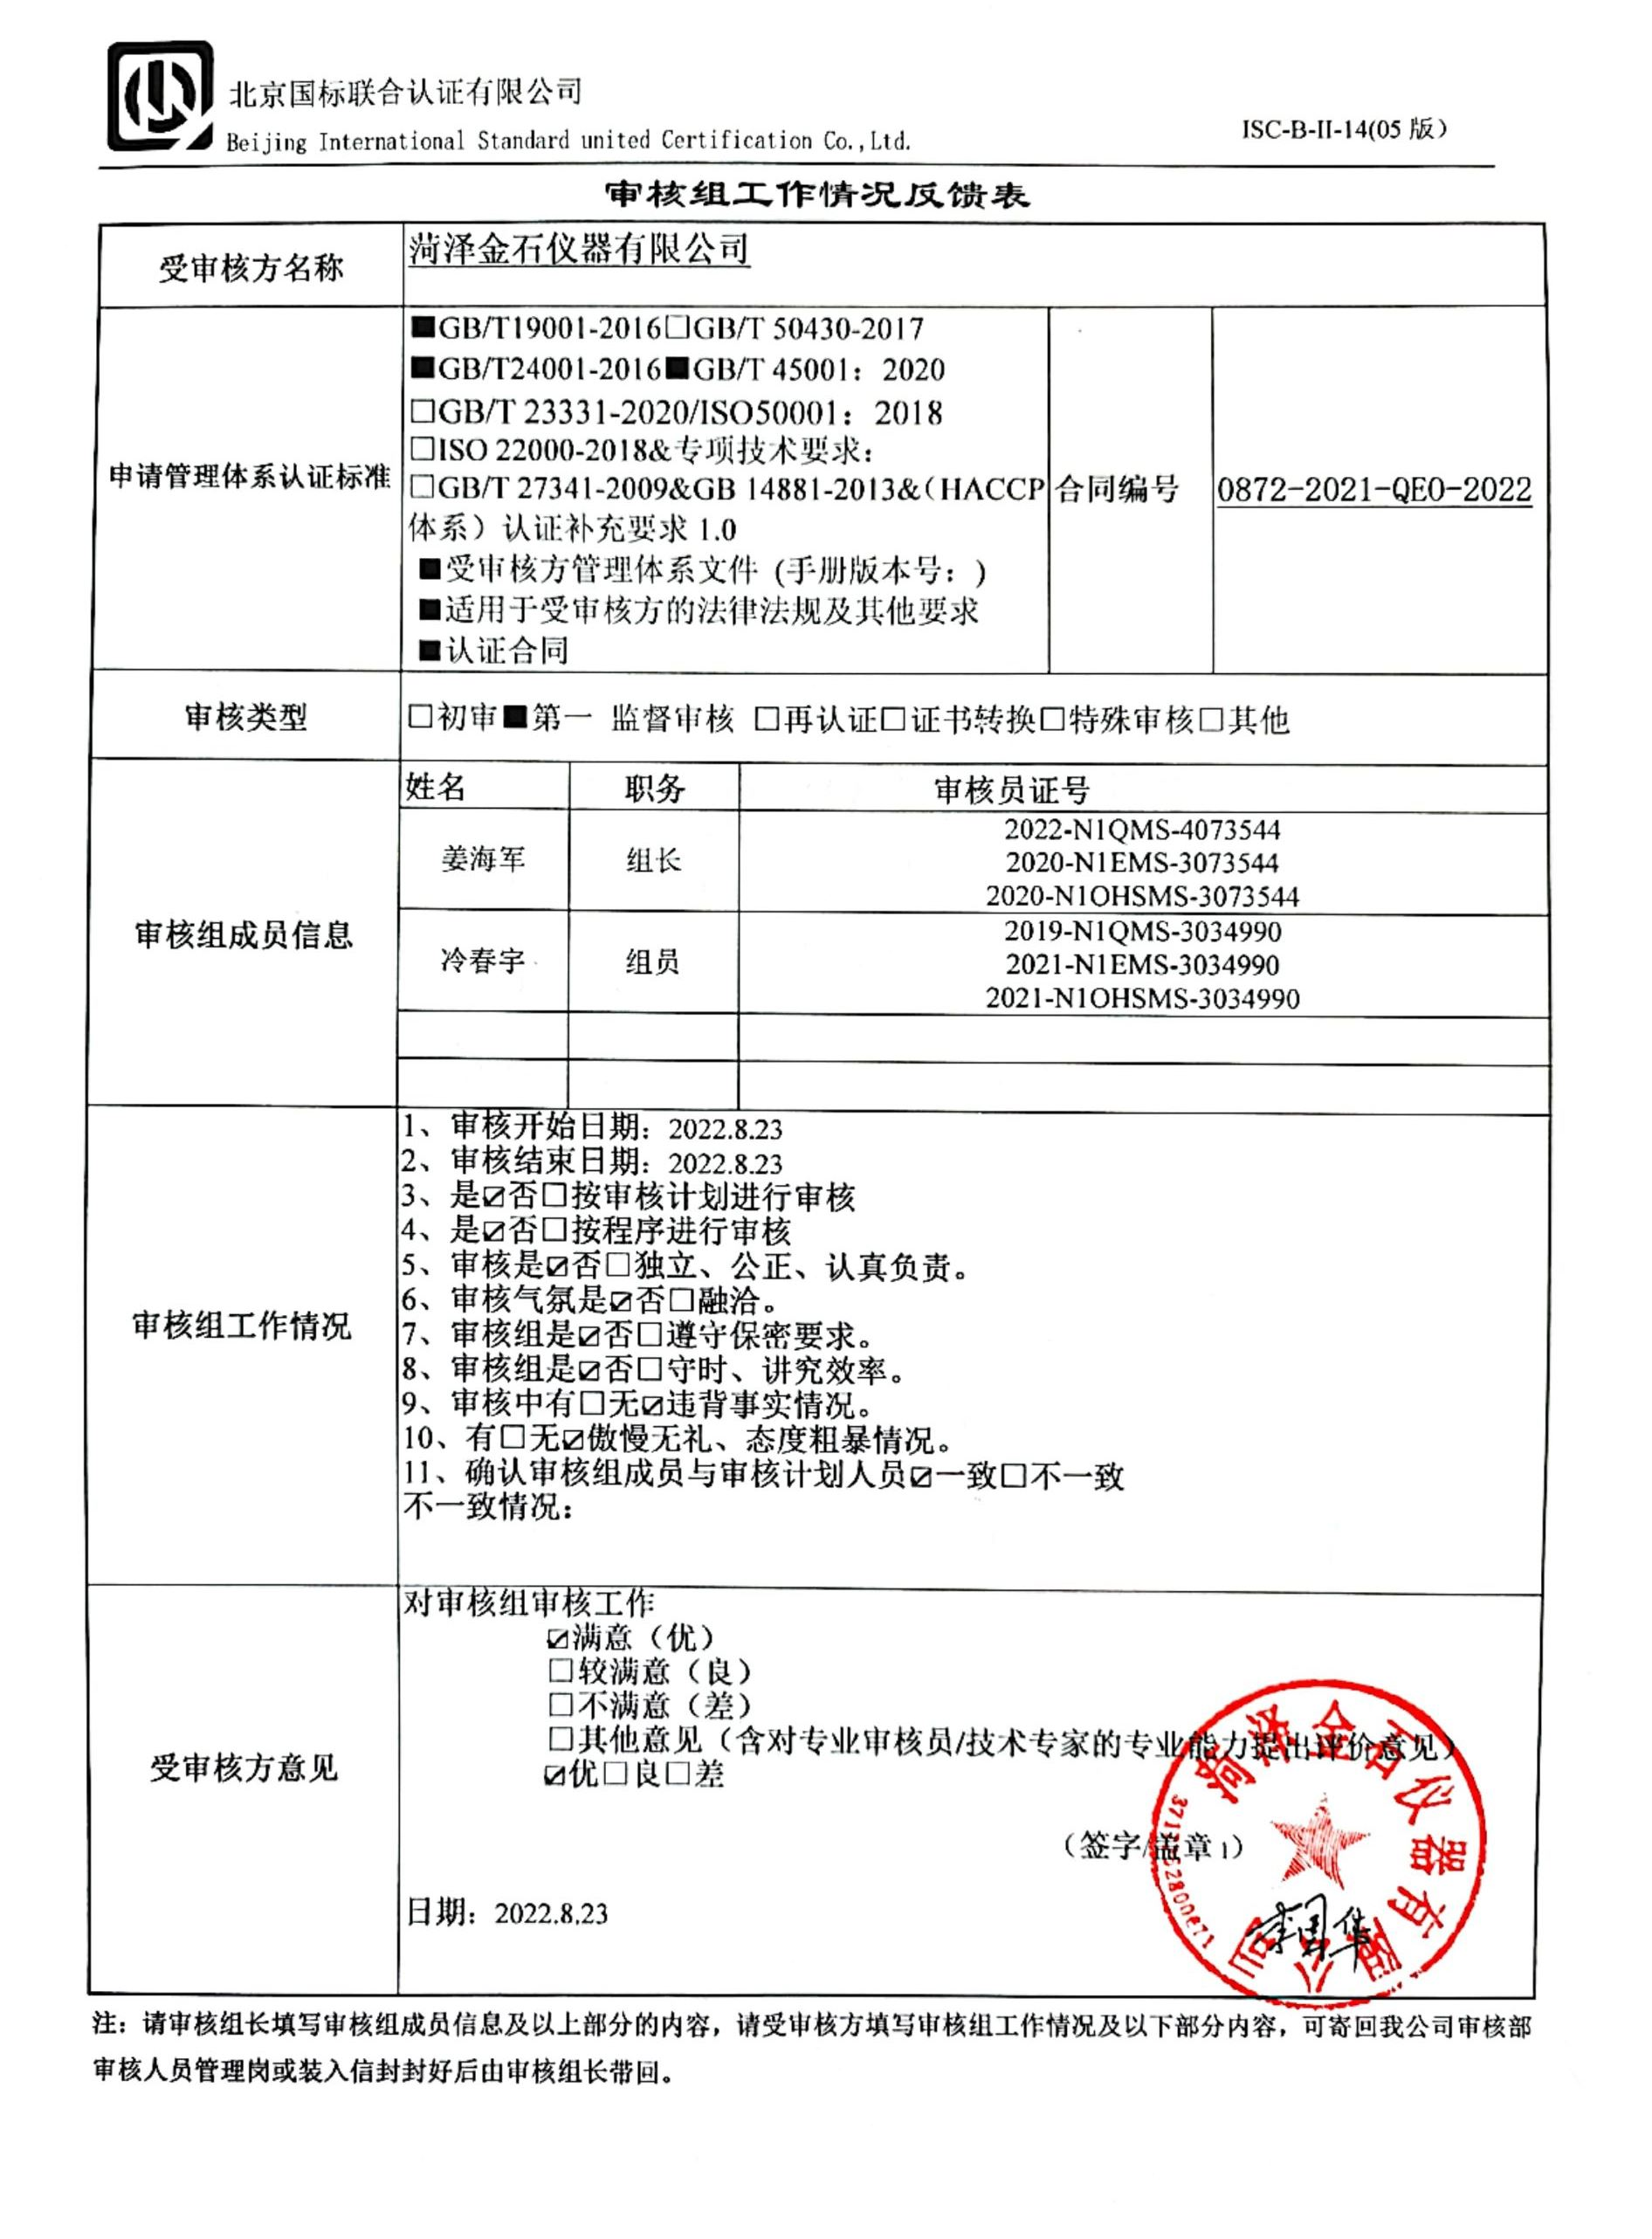 北京国标联合认证有限公司
Beijing International Standard united Certification Co.,Ltd.
ISC-B-II-14(05 版)
审核组工作情况反馈表
受审核方名称
菏泽金石仪器有限公司
申请管理体系认证标准
■GB/T19001-2016□GB/T 50430-2017
■GB/T24001-2016■GB/T 45001：2020
□GB/T 23331-2020/ISO50001：2018
□ISO 22000-2018&专项技术要求：
□GB/T 27341-2009&GB 14881-2013&（HACCP
体系）认证补充要求 1.0
■受审核方管理体系文件 (手册版本号：)
■适用于受审核方的法律法规及其他要求
■认证合同
合同编号
0872-2021-QEO-2022
审核类型
□初审■第一 监督审核 □再认证□证书转换□特殊审核□其他
审核组成员信息
姓名 职务 审核员证号
姜海军 组长
2022-N1QMS-4073544
2020-N1EMS-3073544
2020-N1OHSMS-3073544
冷春宇 组员
2019-N1QMS-3034990
2021-N1EMS-3034990
2021-N1OHSMS-3034990
审核组工作情况
1、审核开始日期：2022.8.23
2、审核结束日期：2022.8.23
3、是☑否□按审核计划进行审核
4、是☑否□按程序进行审核
5、审核是☑否□独立、公正、认真负责。
6、审核气氛是☑否□融洽。
7、审核组是☑否□遵守保密要求。
8、审核组是☑否□守时、讲究效率。
9、审核中有□无☑违背事实情况。
10、有□无☑傲慢无礼、态度粗暴情况。
11、确认审核组成员与审核计划人员☑一致□不一致
不一致情况：
受审核方意见
对审核组审核工作
☑满意（优）
□较满意（良）
□不满意（差）
□其他意见（含对专业审核员/技术专家的专业能力提出评价意见）
☑优□良□差
（签字/盖章）
菏泽金石仪器有限公司
日期：2022.8.23
注：请审核组长填写审核组成员信息及以上部分的内容，请受审核方填写审核组工作情况及以下部分内容，可寄回我公司审核部
审核人员管理岗或装入信封封好后由审核组长带回。